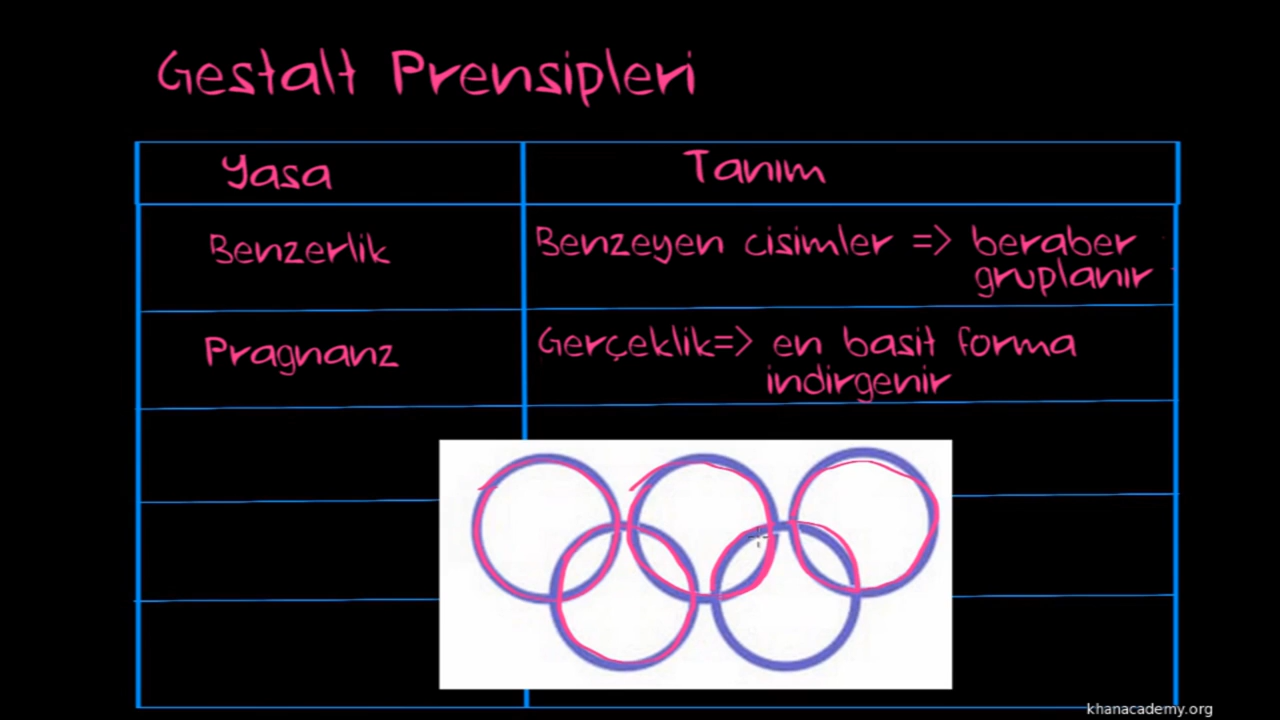 Gestalt Prensipleri
Yasa
Tanım
Benzerlik
Benzeyen cisimler => beraber
gruplanır
Pragnanz
Gerçeklik=> en basit forma
indirgenir
khanacademy.org